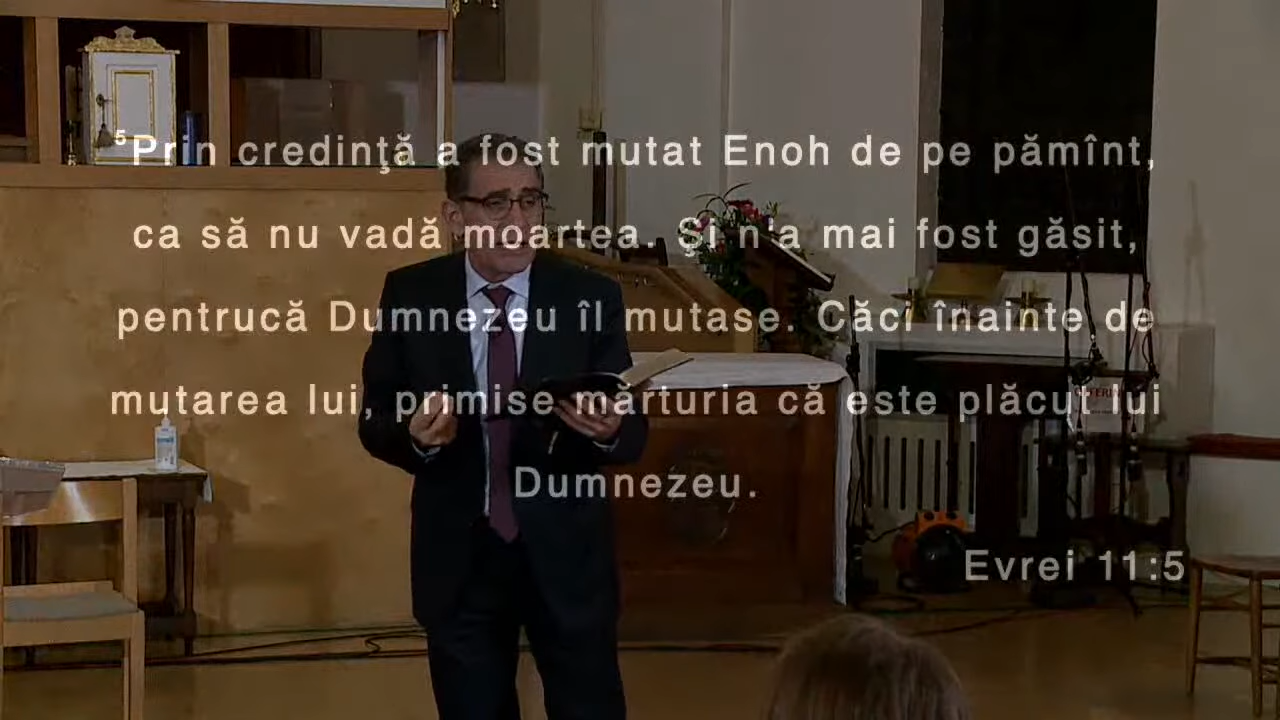 ⁵Prin credinţă a fost mutat Enoh de pe pămînt,
ca să nu vadă moartea. Şi n'a mai fost găsit,
pentrucă Dumnezeu îl mutase. Căci înainte de
mutarea lui, primise mărturia că este plăcut lui
Dumnezeu.
Evrei 11:5